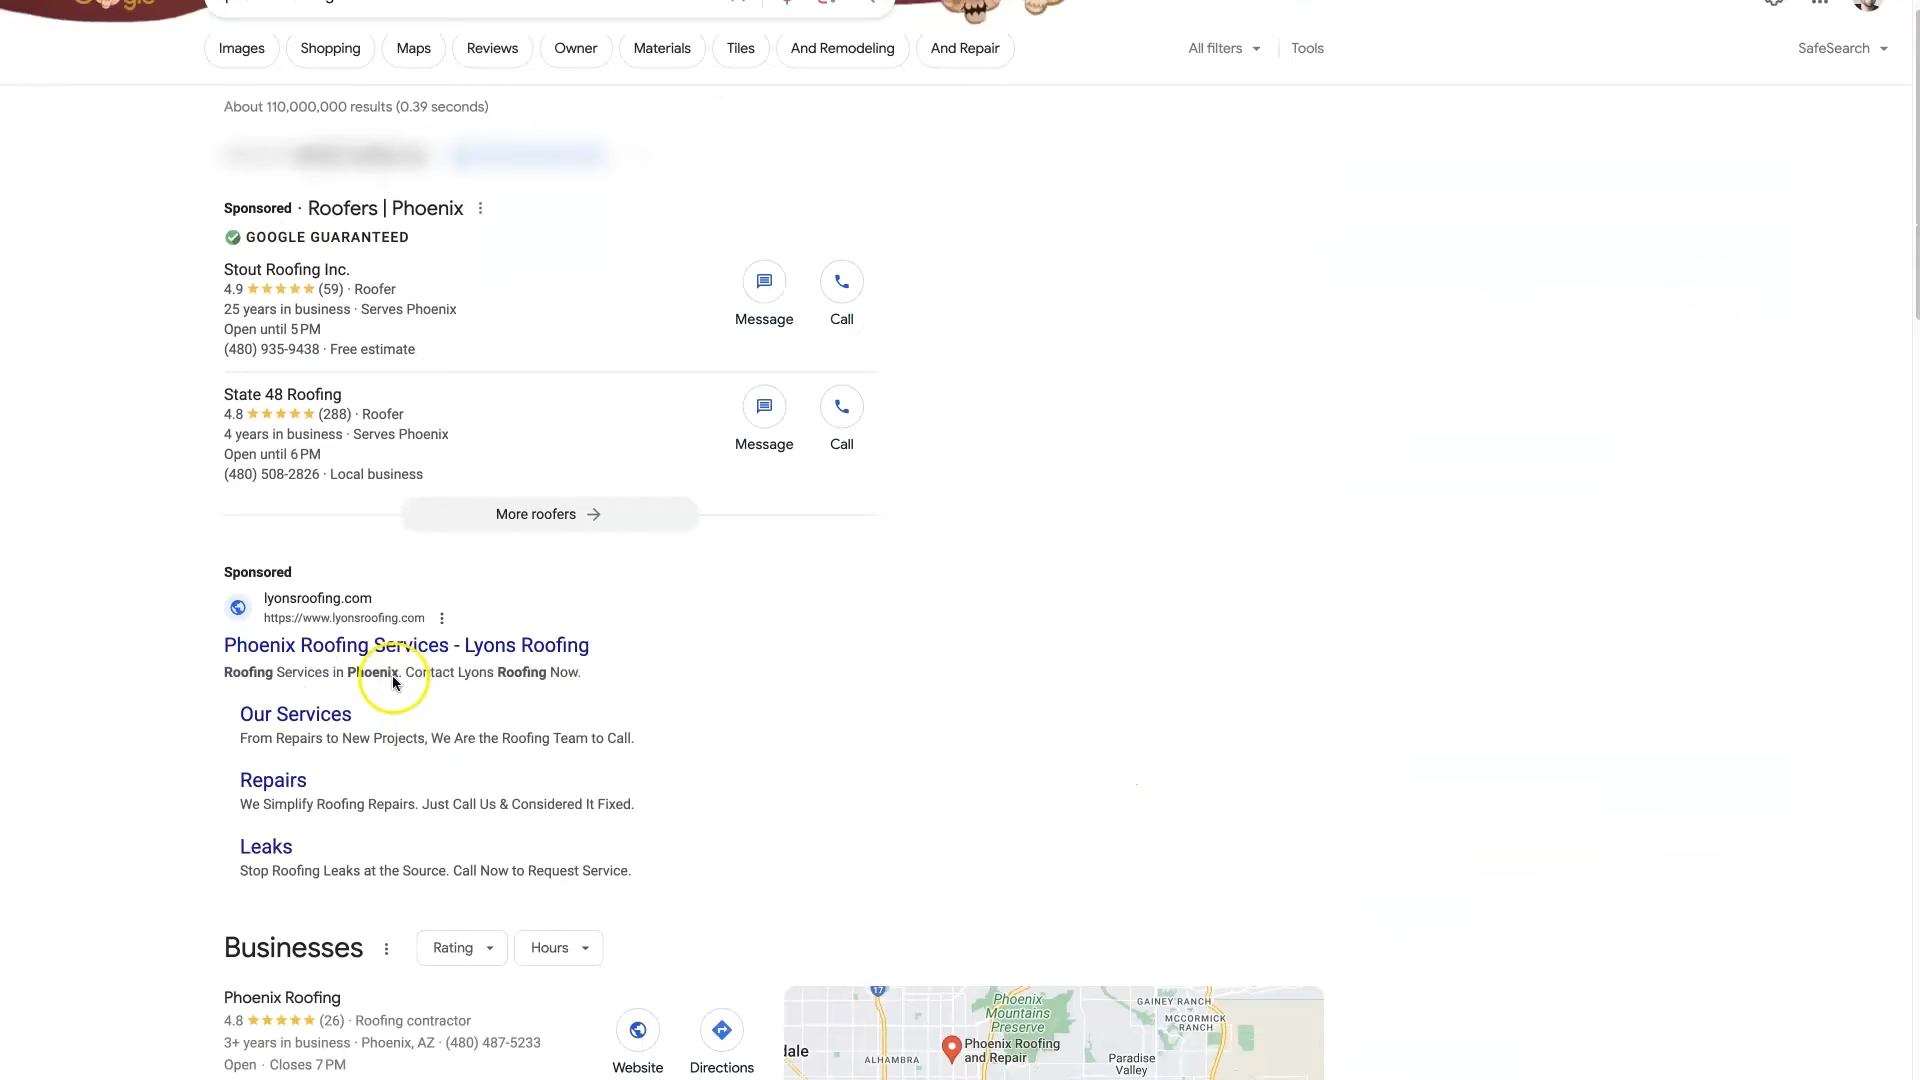 Images
Shopping
Maps
Reviews
Owner
Materials
Tiles
And Remodeling
And Repair
All filters
Tools
SafeSearch
About 110,000,000 results (0.39 seconds)
Sponsored · Roofers | Phoenix
GOOGLE GUARANTEED
Stout Roofing Inc.
4.9 ★★★★★ (59) · Roofer
25 years in business · Serves Phoenix
Open until 5 PM
(480) 935-9438 · Free estimate
Message
Call
State 48 Roofing
4.8 ★★★★★ (288) · Roofer
4 years in business · Serves Phoenix
Open until 6 PM
(480) 508-2826 · Local business
Message
Call
More roofers
Sponsored
lyonsroofing.com
https://www.lyonsroofing.com
Phoenix Roofing Services - Lyons Roofing
Roofing Services in Phoenix. Contact Lyons Roofing Now.
Our Services
From Repairs to New Projects, We Are the Roofing Team to Call.
Repairs
We Simplify Roofing Repairs. Just Call Us & Considered It Fixed.
Leaks
Stop Roofing Leaks at the Source. Call Now to Request Service.
Businesses
Rating
Hours
Phoenix Roofing
4.8 ★★★★★ (26) · Roofing contractor
3+ years in business · Phoenix, AZ · (480) 487-5233
Open · Closes 7 PM
Website
Directions
17
Phoenix
Mountains
Preserve
GAINEY RANCH
MCCORMICK
RANCH
dale
ALHAMBRA
Phoenix Roofing
and Repair
Paradise
Valley